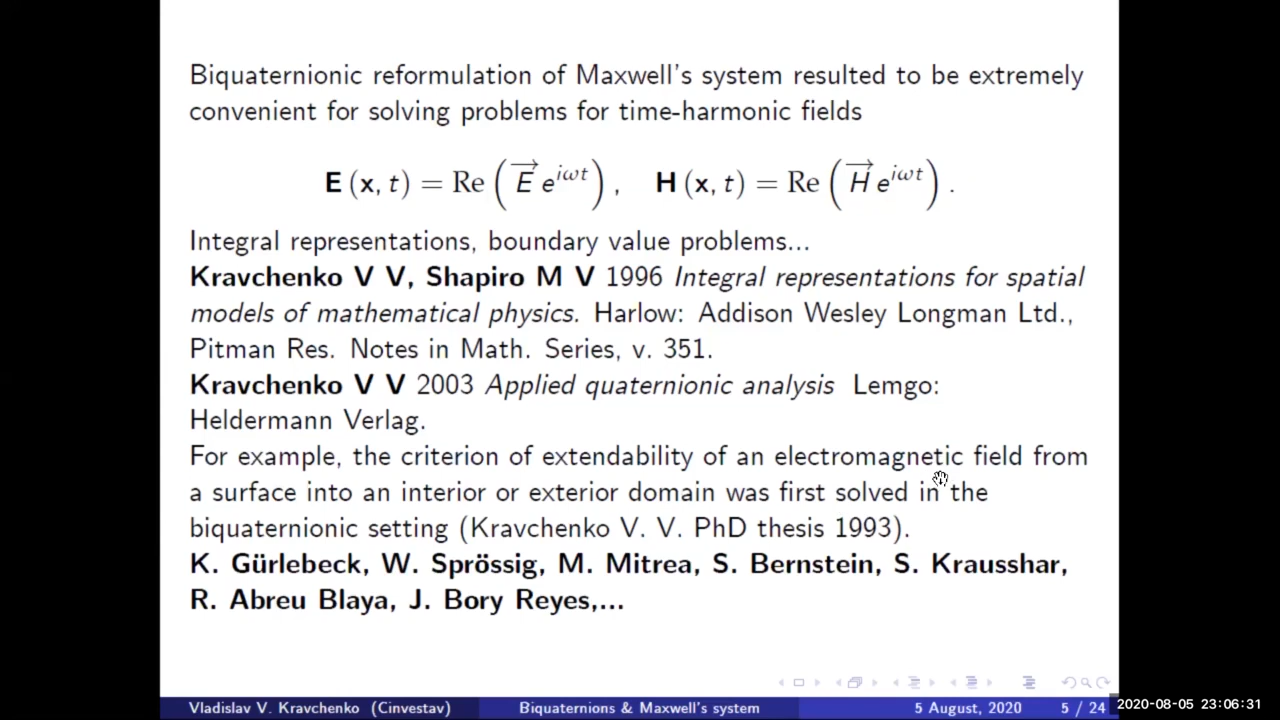 Biquaternionic reformulation of Maxwell's system resulted to be extremely
convenient for solving problems for time-harmonic fields
E (x, t) = Re (E⃗ e^{iωt}) ,   H (x, t) = Re (H⃗ e^{iωt}) .
Integral representations, boundary value problems...
Kravchenko V V, Shapiro M V 1996 Integral representations for spatial
models of mathematical physics. Harlow: Addison Wesley Longman Ltd.,
Pitman Res. Notes in Math. Series, v. 351.
Kravchenko V V 2003 Applied quaternionic analysis Lemgo:
Heldermann Verlag.
For example, the criterion of extendability of an electromagnetic field from
a surface into an interior or exterior domain was first solved in the
biquaternionic setting (Kravchenko V. V. PhD thesis 1993).
K. Gürlebeck, W. Sprössig, M. Mitrea, S. Bernstein, S. Krausshar,
R. Abreu Blaya, J. Bory Reyes,...
Vladislav V. Kravchenko (Cinvestav) Biquaternions & Maxwell's system 5 August, 2020 5 / 24
2020-08-05 23:06:31